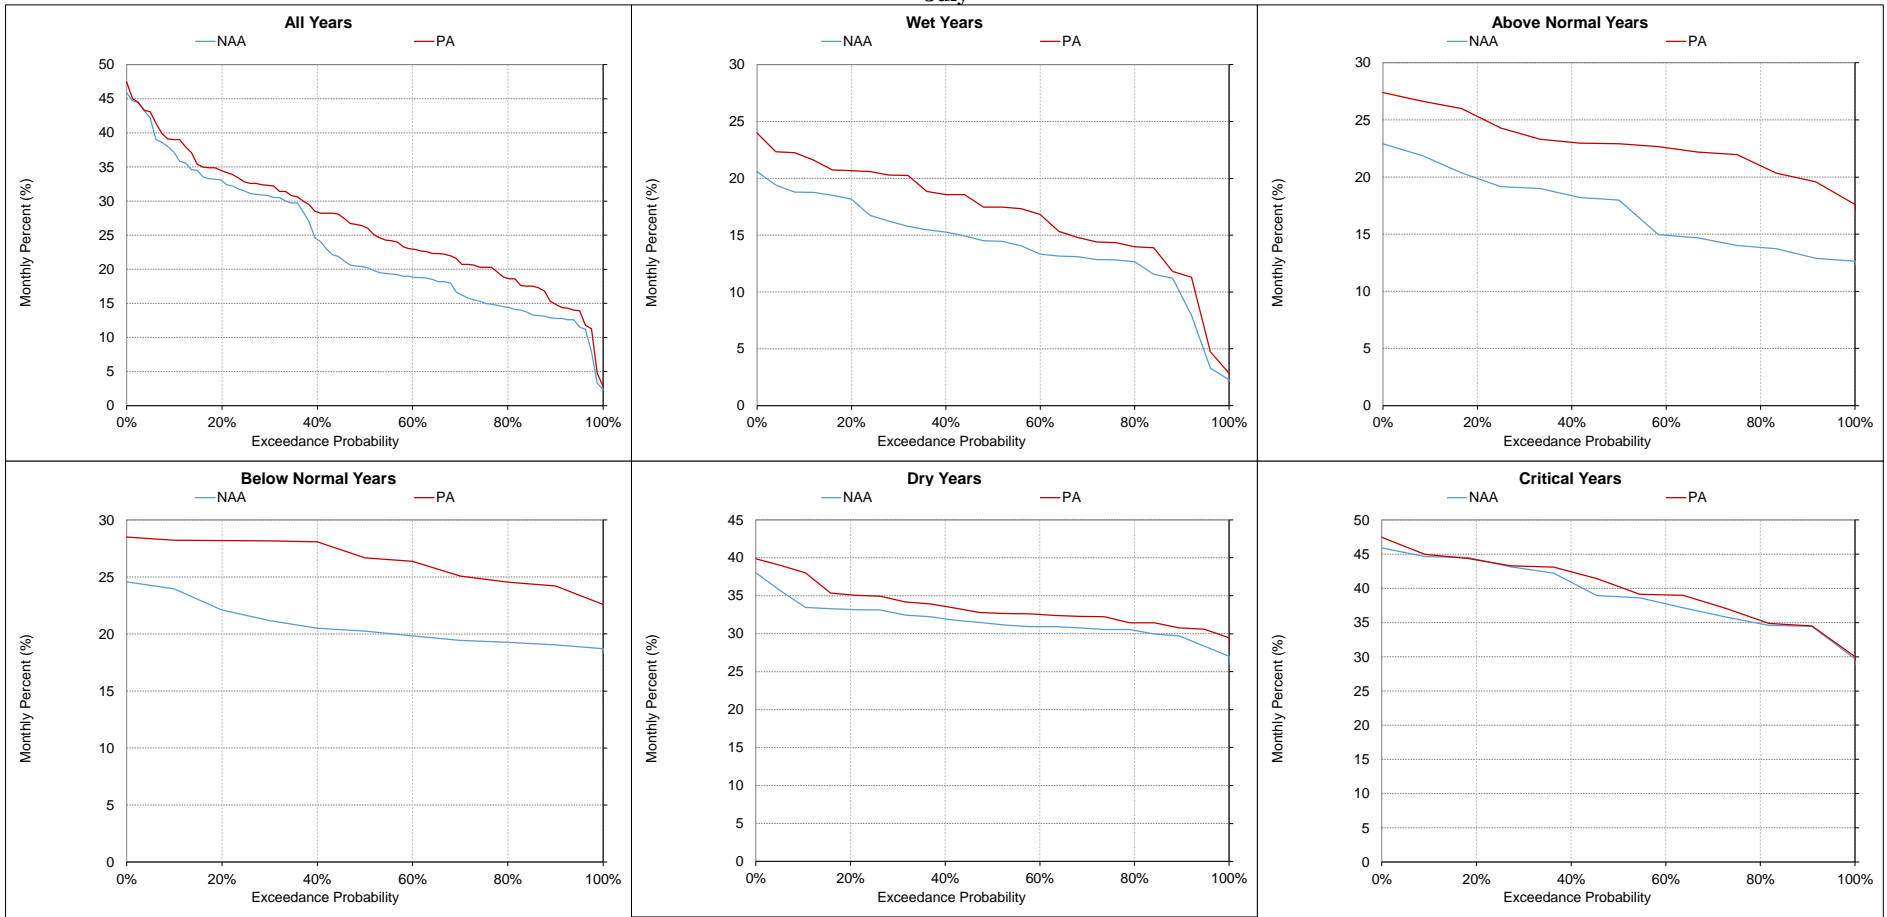 July
All Years
NAA PA
50
45
40
35
30
25
20
15
10
5
0
0% 20% 40% 60% 80% 100%
Monthly Percent (%)
Exceedance Probability
Wet Years
NAA PA
30
25
20
15
10
5
0
0% 20% 40% 60% 80% 100%
Monthly Percent (%)
Exceedance Probability
Above Normal Years
NAA PA
30
25
20
15
10
5
0
0% 20% 40% 60% 80% 100%
Monthly Percent (%)
Exceedance Probability
Below Normal Years
NAA PA
30
25
20
15
10
5
0
0% 20% 40% 60% 80% 100%
Monthly Percent (%)
Exceedance Probability
Dry Years
NAA PA
45
40
35
30
25
20
15
10
5
0
0% 20% 40% 60% 80% 100%
Monthly Percent (%)
Exceedance Probability
Critical Years
NAA PA
50
45
40
35
30
25
20
15
10
5
0
0% 20% 40% 60% 80% 100%
Monthly Percent (%)
Exceedance Probability